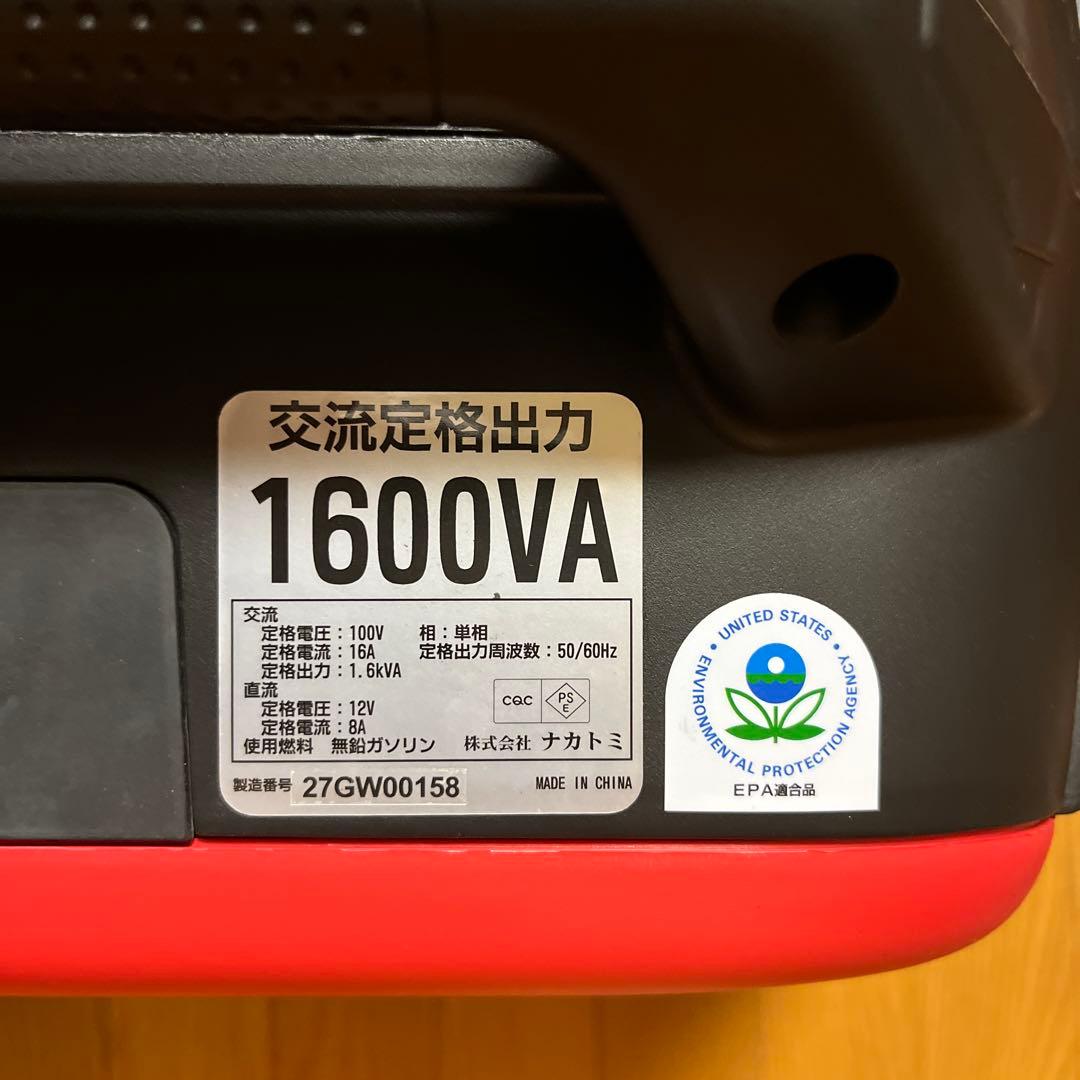 交流定格出力
1600VA
交流
定格電圧：100V 相：単相
定格電流：16A 定格出力周波数：50/60Hz
定格出力：1.6kVA
直流
定格電圧：12V
定格電流：8A
CQC PS E
使用燃料 無鉛ガソリン 株式会社 ナカトミ
製造番号 27GW00158 MADE IN CHINA
UNITED STATES
ENVIRONMENTAL PROTECTION AGENCY
EPA適合品